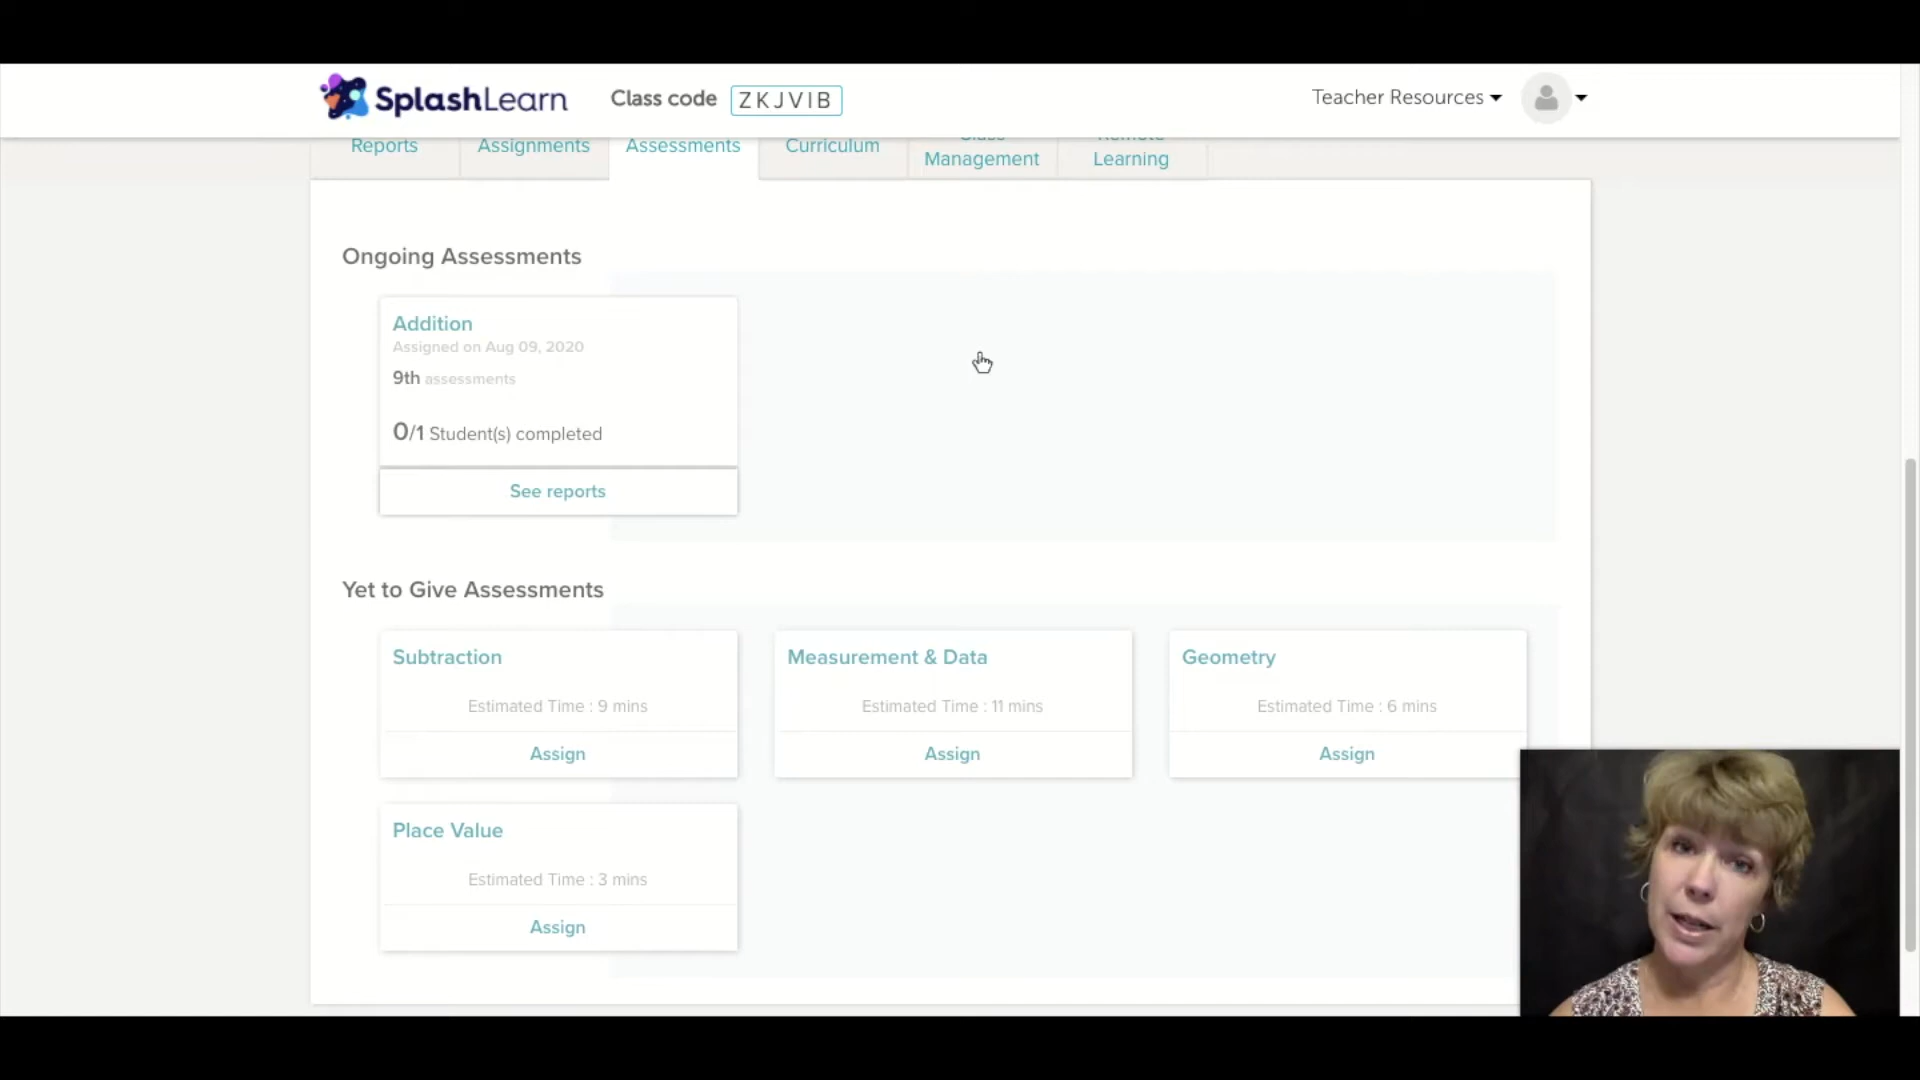 SplashLearn
Class code ZKJVIB
Teacher Resources
Reports
Assignments
Assessments
Curriculum
Class
Management
Remote
Learning
Ongoing Assessments
Addition
Assigned on Aug 09, 2020
9th assessments
0/1 Student(s) completed
See reports
Yet to Give Assessments
Subtraction
Estimated Time : 9 mins
Assign
Measurement & Data
Estimated Time : 11 mins
Assign
Geometry
Estimated Time : 6 mins
Assign
Place Value
Estimated Time : 3 mins
Assign